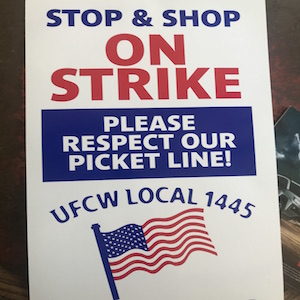 STOP & SHOP
ON
STRIKE
PLEASE
RESPECT OUR
PICKET LINE!
UFCW LOCAL 1445